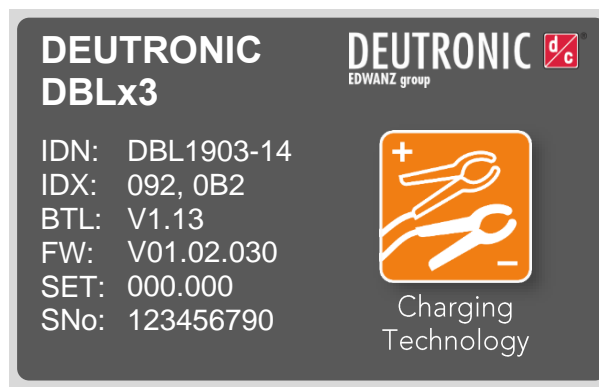 DEUTRONIC
DBLx3
DEUTRONIC d/c®
EDWANZ group
IDN: DBL1903-14
IDX: 092, 0B2
BTL: V1.13
FW: V01.02.030
SET: 000.000
SNo: 123456790
+
–
Charging
Technology